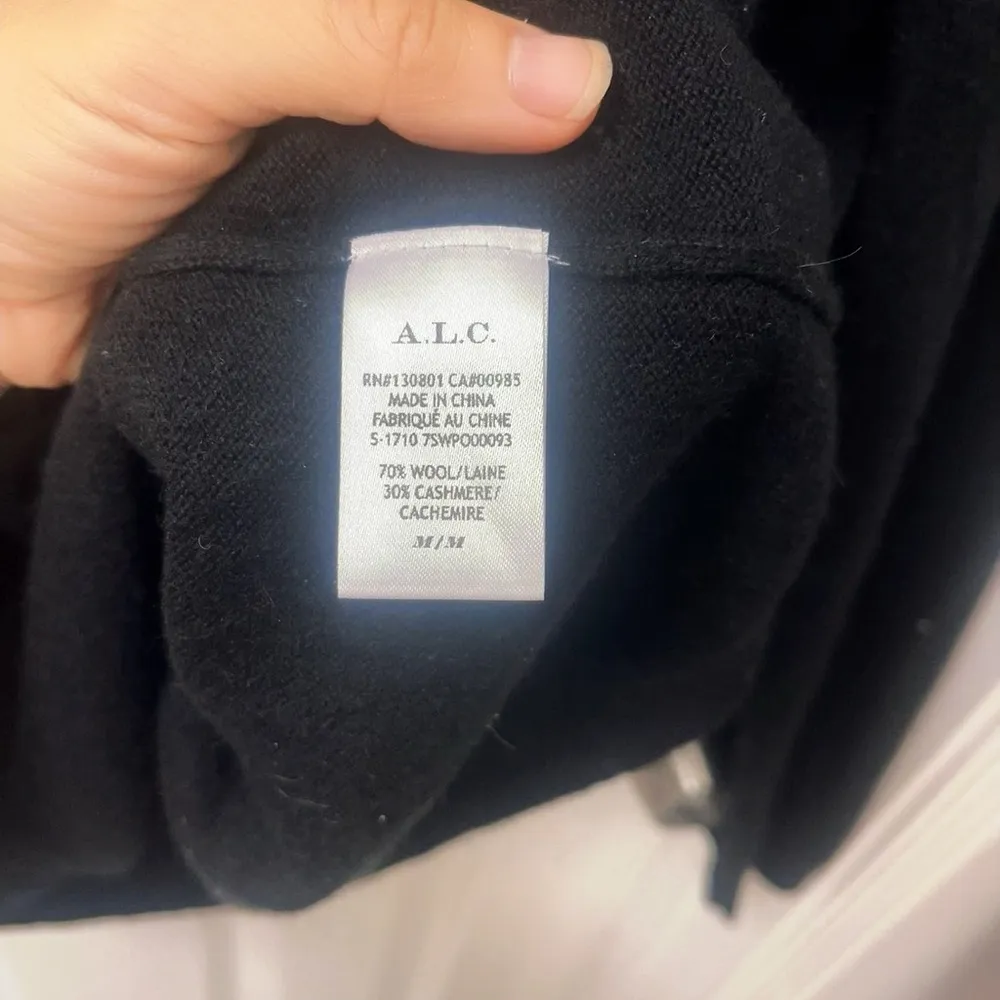 A.L.C.
RN#130801 CA#00985
MADE IN CHINA
FABRIQUÉ AU CHINE
S-1710 7SWPO00093
70% WOOL/LAINE
30% CASHMERE/
CACHEMIRE
M/M